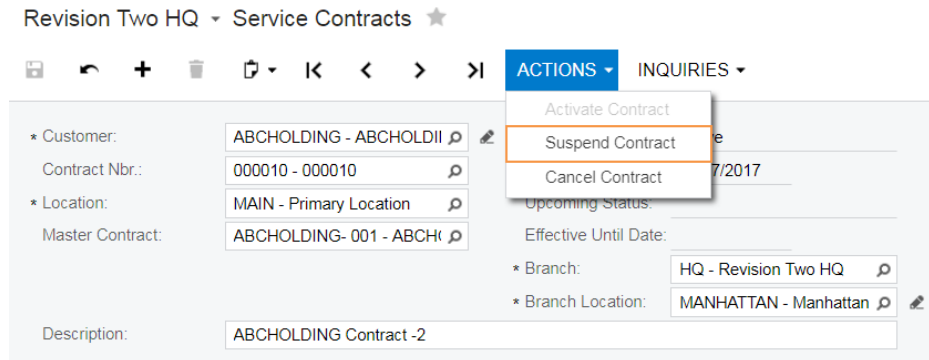 Revision Two HQ Service Contracts
ACTIONS INQUIRIES
Activate Contract
* Customer: ABCHOLDING - ABCHOLDI Suspend Contract
Contract Nbr.: 000010 - 000010 Cancel Contract 7/2017
* Location: MAIN - Primary Location Upcoming Status:
Master Contract: ABCHOLDING- 001 - ABCH Effective Until Date:
* Branch: HQ - Revision Two HQ
* Branch Location: MANHATTAN - Manhattan
Description: ABCHOLDING Contract -2